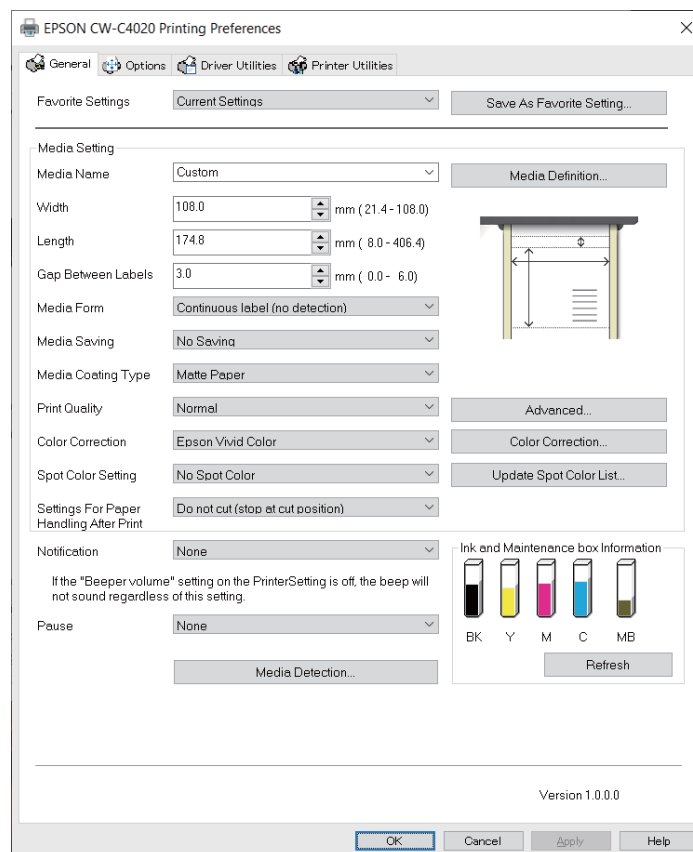 EPSON CW-C4020 Printing Preferences
General Options Driver Utilities Printer Utilities
Favorite Settings Current Settings Save As Favorite Setting...
Media Setting
Media Name Custom Media Definition...
Width 108.0 mm ( 21.4 - 108.0)
Length 174.8 mm ( 8.0 - 406.4)
Gap Between Labels 3.0 mm ( 0.0 - 6.0)
Media Form Continuous label (no detection)
Media Saving No Saving
Media Coating Type Matte Paper
Print Quality Normal Advanced...
Color Correction Epson Vivid Color Color Correction...
Spot Color Setting No Spot Color Update Spot Color List...
Settings For Paper Do not cut (stop at cut position)
Handling After Print
Notification None Ink and Maintenance box Information
If the "Beeper volume" setting on the PrinterSetting is off, the beep will
not sound regardless of this setting.
Pause None BK Y M C MB
Media Detection... Refresh
Version 1.0.0.0
OK Cancel Apply Help